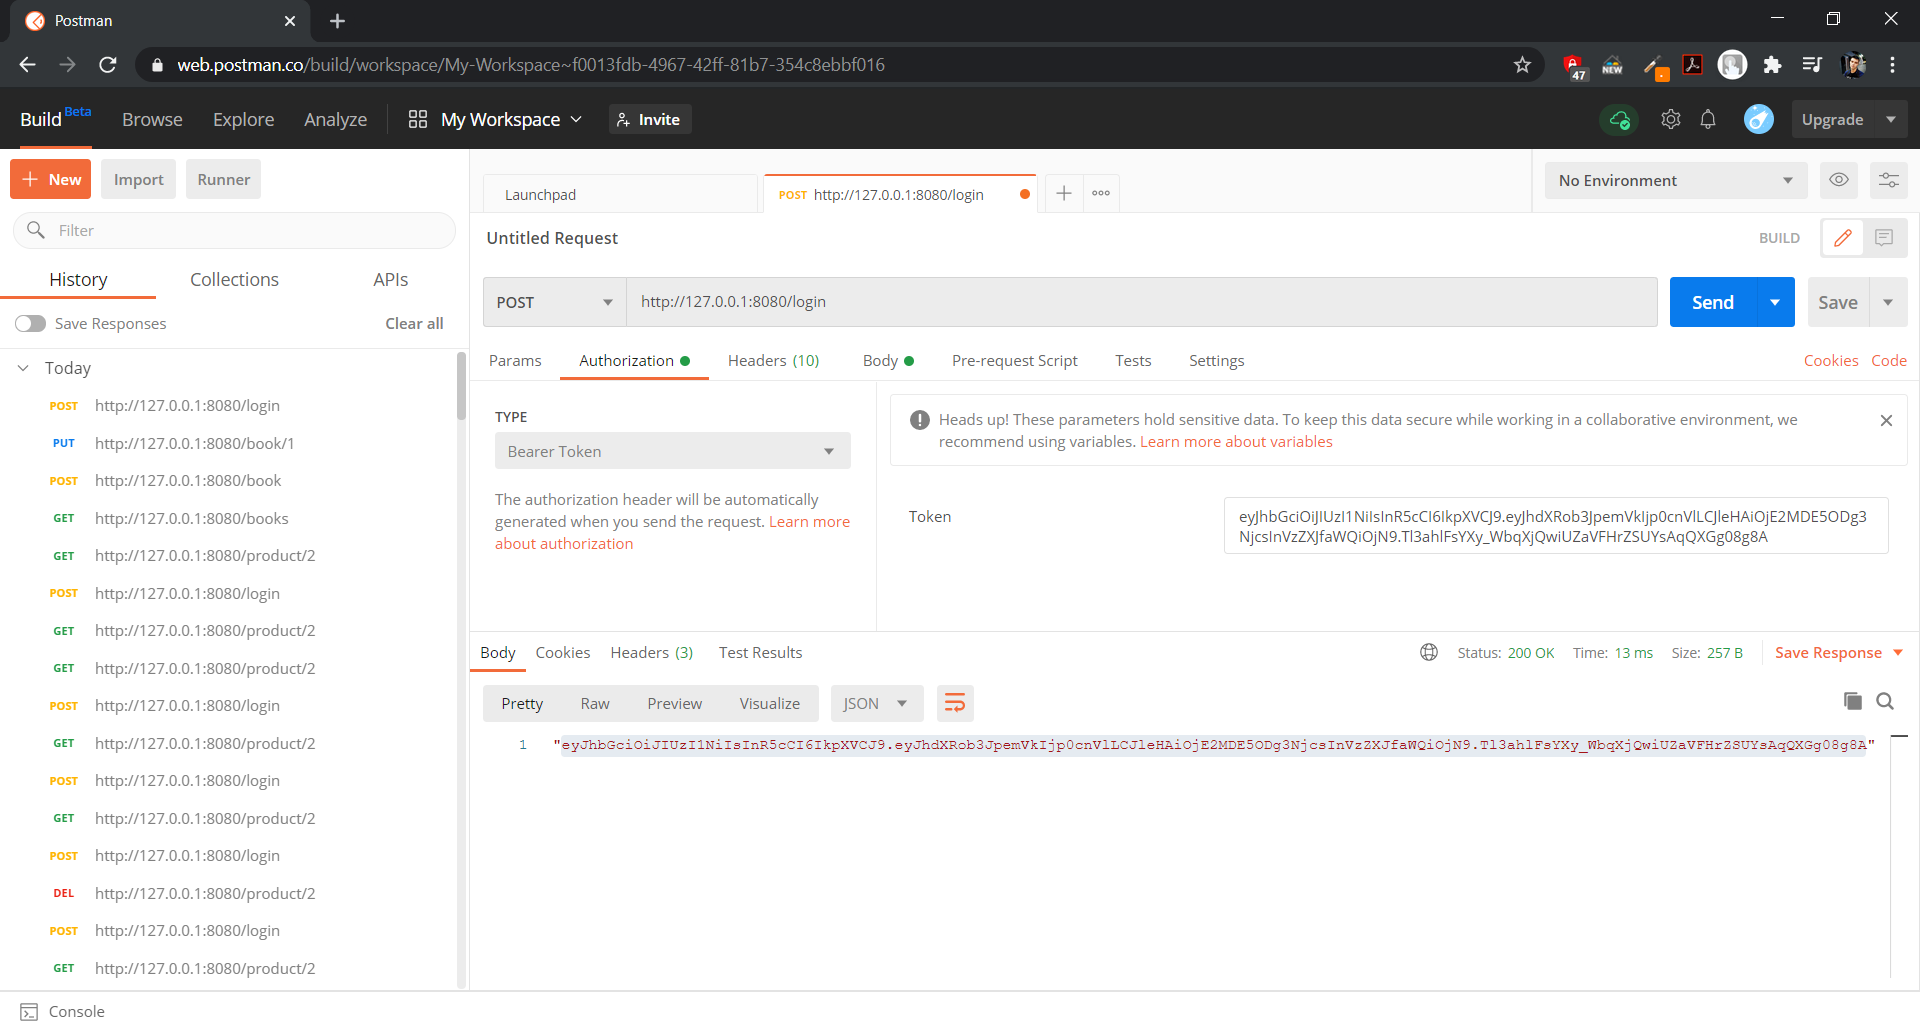 Postman
web.postman.co/build/workspace/My-Workspace~f0013fdb-4967-42ff-81b7-354c8ebbf016
47
NEW
Build Beta Browse Explore Analyze My Workspace Invite Upgrade
New Import Runner
Launchpad
POST http://127.0.0.1:8080/login
No Environment
Filter
Untitled Request
BUILD
History Collections APIs
POST http://127.0.0.1:8080/login Send Save
Save Responses Clear all
Params Authorization Headers (10) Body Pre-request Script Tests Settings Cookies Code
Today
POST http://127.0.0.1:8080/login
PUT http://127.0.0.1:8080/book/1
POST http://127.0.0.1:8080/book
GET http://127.0.0.1:8080/books
GET http://127.0.0.1:8080/product/2
POST http://127.0.0.1:8080/login
GET http://127.0.0.1:8080/product/2
GET http://127.0.0.1:8080/product/2
POST http://127.0.0.1:8080/login
GET http://127.0.0.1:8080/product/2
POST http://127.0.0.1:8080/login
GET http://127.0.0.1:8080/product/2
POST http://127.0.0.1:8080/login
DEL http://127.0.0.1:8080/product/2
POST http://127.0.0.1:8080/login
GET http://127.0.0.1:8080/product/2
TYPE
Bearer Token
The authorization header will be automatically
generated when you send the request. Learn more
about authorization
Heads up! These parameters hold sensitive data. To keep this data secure while working in a collaborative environment, we
recommend using variables. Learn more about variables
Token
eyJhbGciOiJIUzI1NiIsInR5cCI6IkpXVCJ9.eyJhdXRob3JpemVkIjp0cnVlLCJleHAiOjE2MDE5ODg3
NjcsInVzZXJfaWQiOjN9.Tl3ahlFsYXy_WbqXjQwiUZaVFHrZSUYsAqQXGg08g8A
Body Cookies Headers (3) Test Results
Status: 200 OK Time: 13 ms Size: 257 B Save Response
Pretty Raw Preview Visualize JSON
1 "eyJhbGciOiJIUzI1NiIsInR5cCI6IkpXVCJ9.eyJhdXRob3JpemVkIjp0cnVlLCJleHAiOjE2MDE5ODg3NjcsInVzZXJfaWQiOjN9.Tl3ahlFsYXy_WbqXjQwiUZaVFHrZSUYsAqQXGg08g8A"
Console